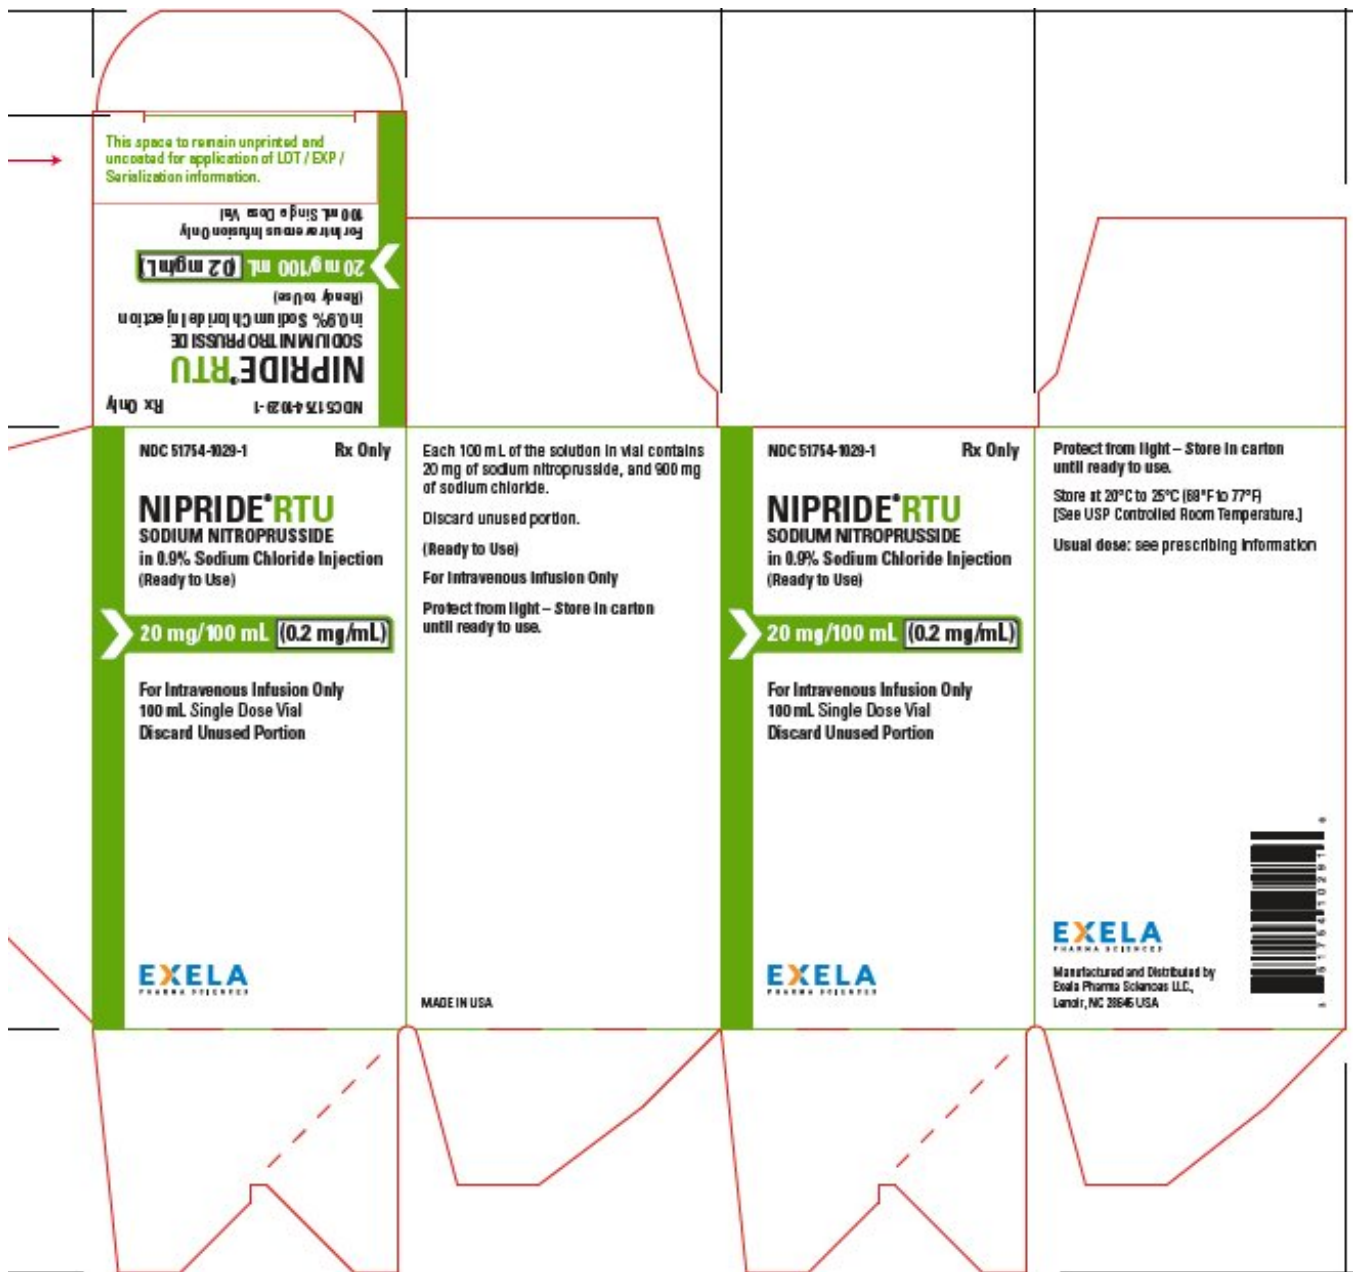 This space to remain unprinted and
uncoated for application of LOT / EXP /
Serialization information.
NDC 51754-1029-1 Rx Only
NIPRIDE® RTU
SODIUM NITROPRUSSIDE
in 0.9% Sodium Chloride Injection
(Ready to Use)
20 mg/100 mL (0.2 mg/mL)
For Intravenous Infusion Only
100 mL Single Dose Vial
NDC 51754-1029-1 Rx Only
NIPRIDE® RTU
SODIUM NITROPRUSSIDE
in 0.9% Sodium Chloride Injection
(Ready to Use)
20 mg/100 mL (0.2 mg/mL)
For Intravenous Infusion Only
100 mL Single Dose Vial
Discard Unused Portion
EXELA
PHARMA SCIENCES
Each 100 mL of the solution in vial contains
20 mg of sodium nitroprusside, and 900 mg
of sodium chloride.
Discard unused portion.
(Ready to Use)
For Intravenous Infusion Only
Protect from light – Store in carton
until ready to use.
MADE IN USA
NDC 51754-1029-1 Rx Only
NIPRIDE® RTU
SODIUM NITROPRUSSIDE
in 0.9% Sodium Chloride Injection
(Ready to Use)
20 mg/100 mL (0.2 mg/mL)
For Intravenous Infusion Only
100 mL Single Dose Vial
Discard Unused Portion
EXELA
PHARMA SCIENCES
Protect from light – Store in carton
until ready to use.
Store at 20°C to 25°C (68°F to 77°F)
[See USP Controlled Room Temperature.]
Usual dose: see prescribing information
EXELA
PHARMA SCIENCES
Manufactured and Distributed by
Exela Pharma Sciences LLC.,
Lenoir, NC 28645 USA